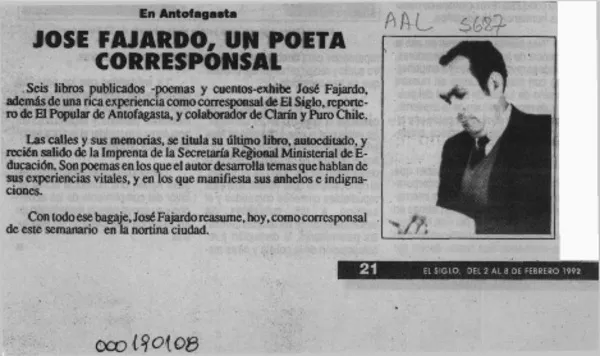 En Antofagasta
AAL 5627
JOSE FAJARDO, UN POETA
CORRESPONSAL
Seis libros publicados -poemas y cuentos-exhibe José Fajardo,
además de una rica experiencia como corresponsal de El Siglo, reporte-
ro de El Popular de Antofagasta, y colaborador de Clarín y Puro Chile.
Las calles y sus memorias, se titula su último libro, autoeditado, y
recién salido de la Imprenta de la Secretaría Regional Ministerial de E-
ducación. Son poemas en los que el autor desarrolla temas que hablan de
sus experiencias vitales, y en los que manifiesta sus anhelos e indigna-
ciones.
Con todo ese bagaje, José Fajardo reasume, hoy, como corresponsal
de este semanario en la nortina ciudad.
21 EL SIGLO, DEL 2 AL 8 DE FEBRERO 1992
000190108